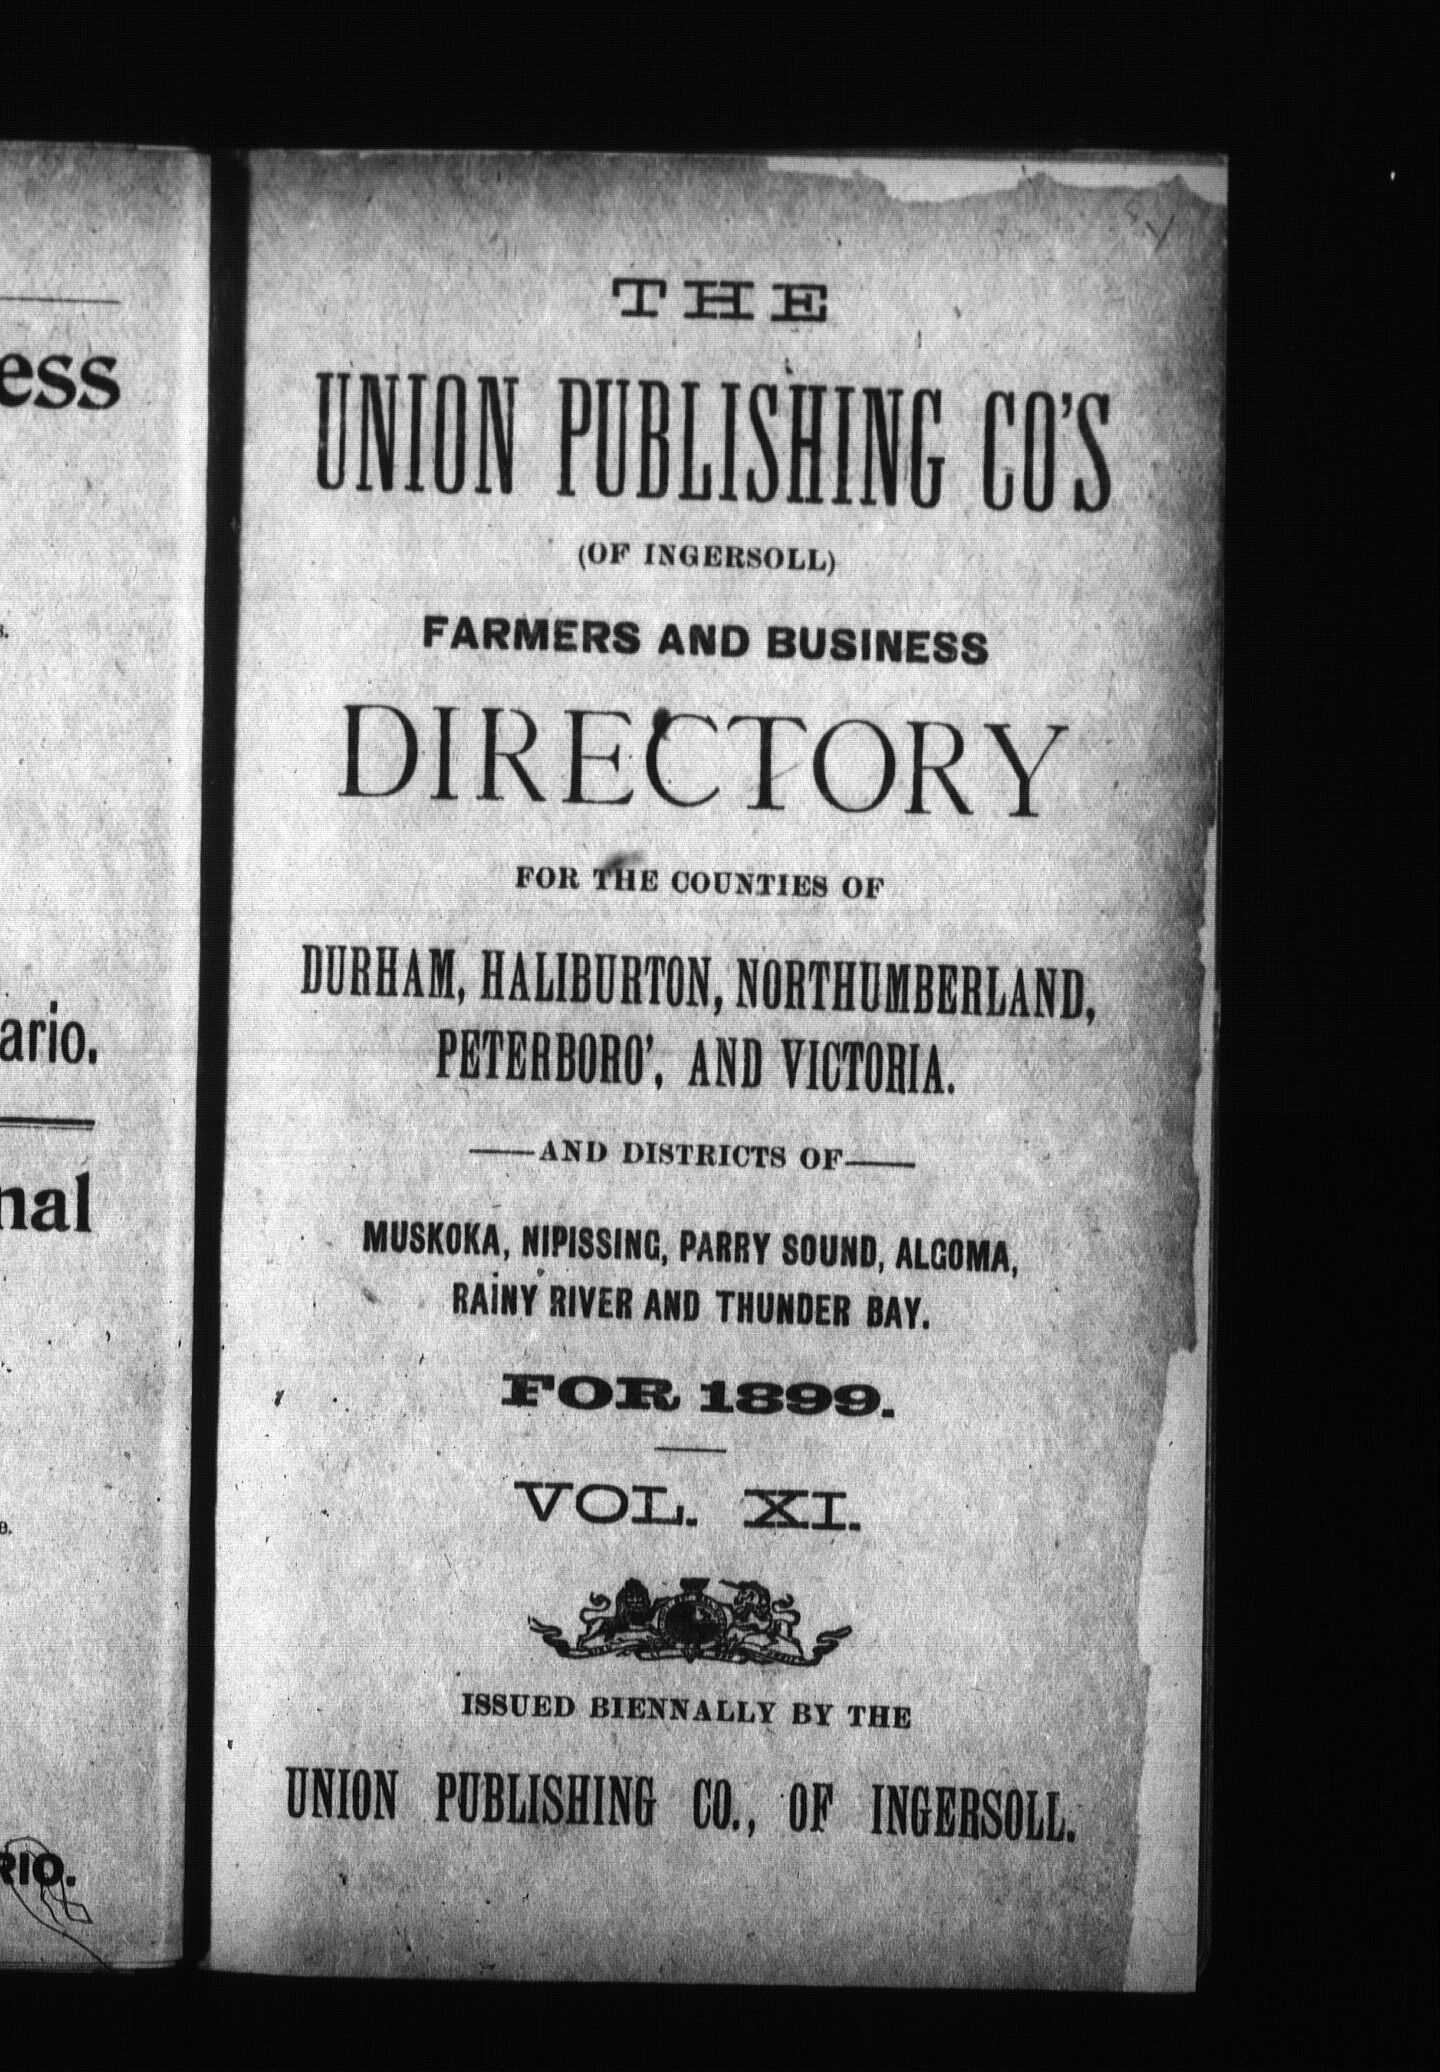 THE
UNION PUBLISHING CO'S
(OF INGERSOLL)
FARMERS AND BUSINESS
DIRECTORY
FOR THE COUNTIES OF
DURHAM, HALIBURTON, NORTHUMBERLAND,
PETERBORO', AND VICTORIA.
AND DISTRICTS OF
MUSKOKA, NIPISSING, PARRY SOUND, ALGOMA,
RAINY RIVER AND THUNDER BAY.
FOR 1899.
VOL. XI.
ISSUED BIENNALLY BY THE
UNION PUBLISHING CO., OF INGERSOLL.